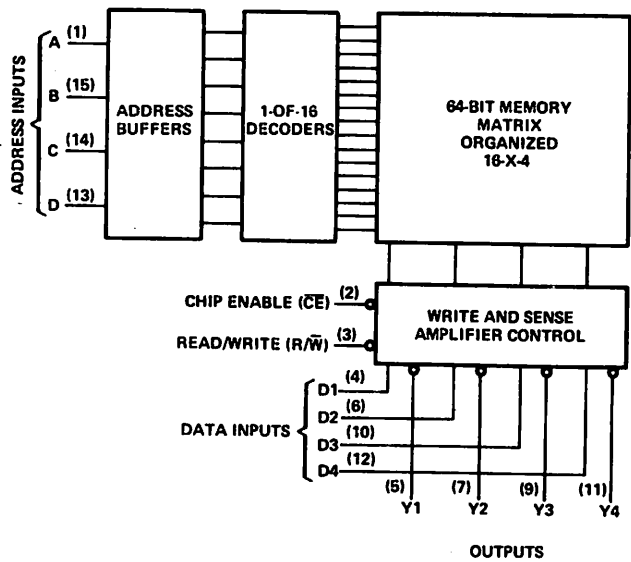 ADDRESS INPUTS
A (1)
B (15)
C (14)
D (13)
ADDRESS
BUFFERS
1-OF-16
DECODERS
64-BIT MEMORY
MATRIX
ORGANIZED
16-X-4
CHIP ENABLE (C̅E̅) (2)
READ/WRITE (R/W̅) (3)
WRITE AND SENSE
AMPLIFIER CONTROL
DATA INPUTS
D1 (4)
D2 (6)
D3 (10)
D4 (12)
(5) (7) (9) (11)
Y1 Y2 Y3 Y4
OUTPUTS